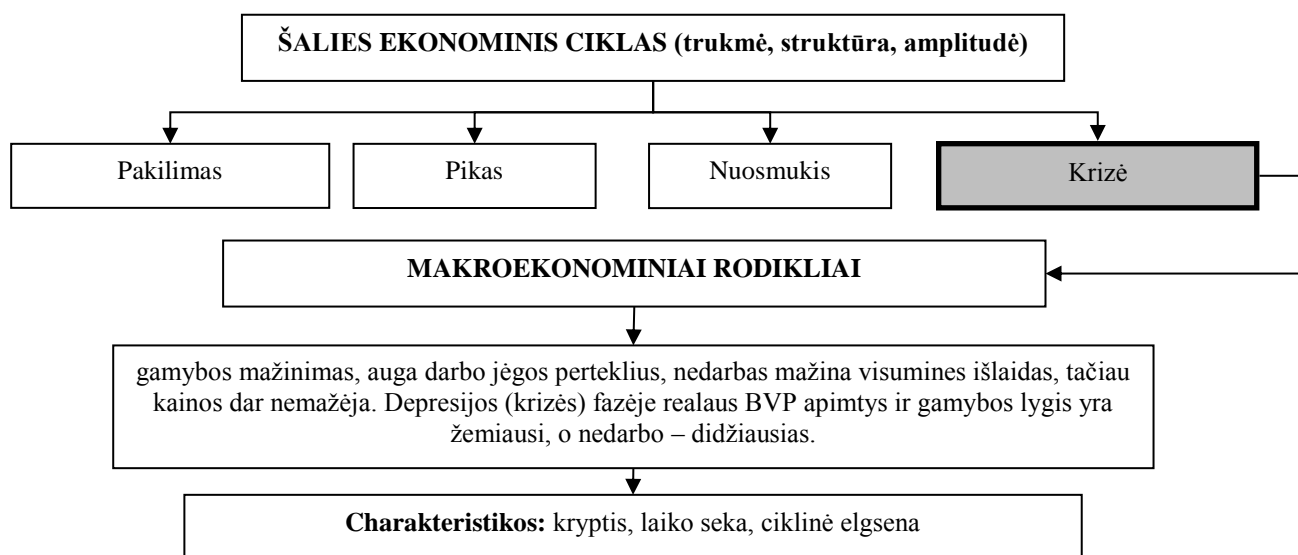 ŠALIES EKONOMINIS CIKLAS (trukmė, struktūra, amplitudė)
Pakilimas
Pikas
Nuosmukis
Krizė
MAKROEKONOMINIAI RODIKLIAI
gamybos mažinimas, auga darbo jėgos perteklius, nedarbas mažina visumines išlaidas, tačiau
kainos dar nemažėja. Depresijos (krizės) fazėje realaus BVP apimtys ir gamybos lygis yra
žemiausi, o nedarbo – didžiausias.
Charakteristikos: kryptis, laiko seka, ciklinė elgsena